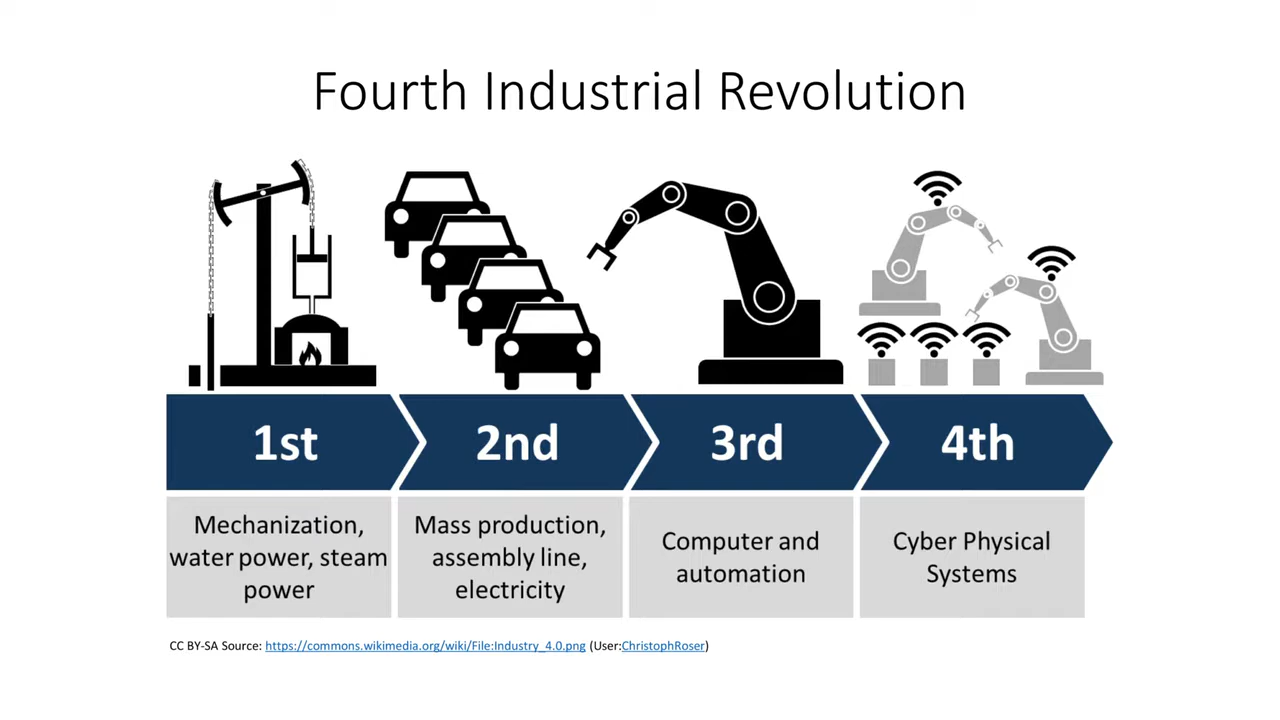 Fourth Industrial Revolution
1st
2nd
3rd
4th
Mechanization,
water power, steam
power
Mass production,
assembly line,
electricity
Computer and
automation
Cyber Physical
Systems
CC BY-SA Source: https://commons.wikimedia.org/wiki/File:Industry_4.0.png (User:ChristophRoser)